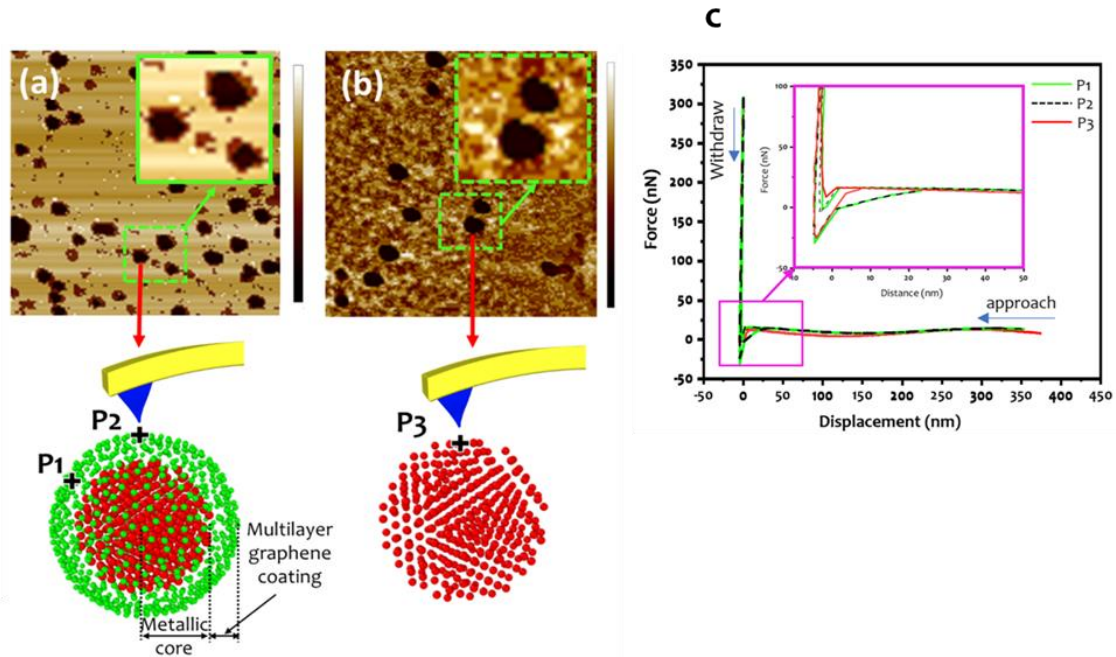 C
(a)
(b)
P2
P1
Multilayer
graphene
coating
Metallic
core
P3
350
300
250
200
150
100
50
0
-50
Force (nN)
-50
0
50
100
150
200
250
300
350
400
450
Displacement (nm)
Withdraw
approach
P1
P2
P3
100
50
0
-50
Force (nN)
0
10
20
30
40
50
Distance (nm)